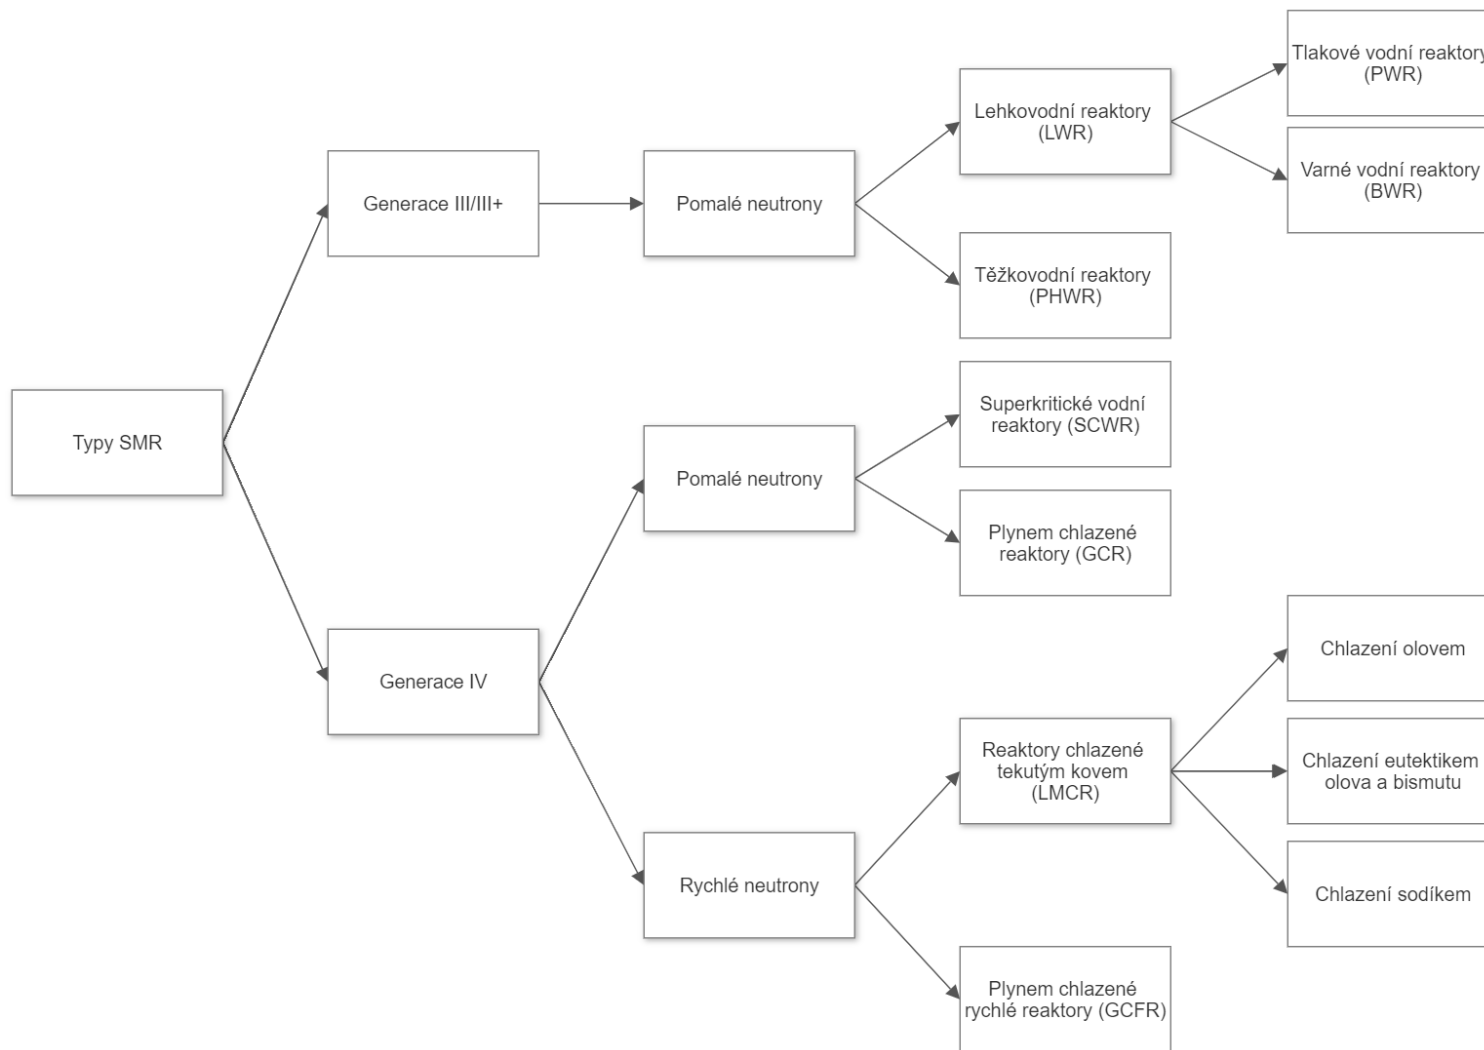 Typy SMR
Generace III/III+
Pomalé neutrony
Lehkovodní reaktory
(LWR)
Tlakové vodní reaktory
(PWR)
Varné vodní reaktory
(BWR)
Těžkovodní reaktory
(PHWR)
Generace IV
Pomalé neutrony
Superkritické vodní
reaktory (SCWR)
Plynem chlazené
reaktory (GCR)
Rychlé neutrony
Reaktory chlazené
tekutým kovem
(LMCR)
Chlazení olovem
Chlazení eutektikem
olova a bismutu
Chlazení sodíkem
Plynem chlazené
rychlé reaktory (GCFR)